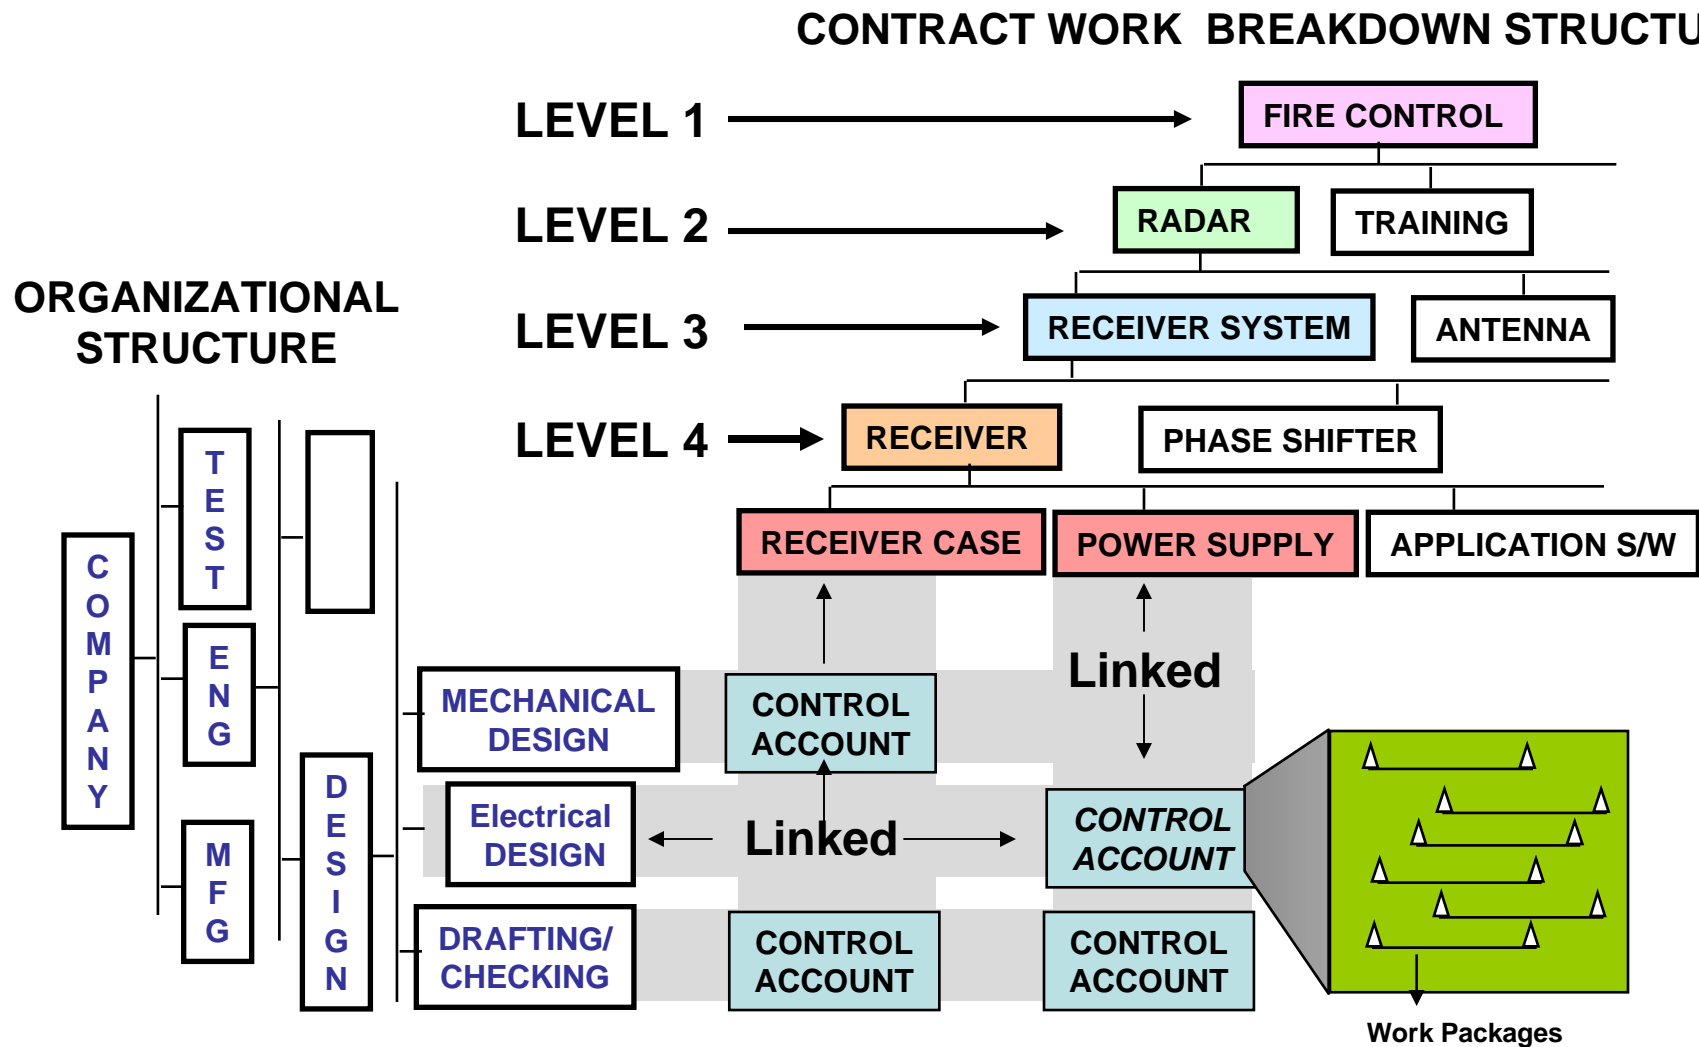 CONTRACT WORK BREAKDOWN STRUCTU
LEVEL 1
FIRE CONTROL
LEVEL 2
RADAR
TRAINING
ORGANIZATIONAL
STRUCTURE
LEVEL 3
RECEIVER SYSTEM
ANTENNA
LEVEL 4
RECEIVER
PHASE SHIFTER
RECEIVER CASE
POWER SUPPLY
APPLICATION S/W
COMPANY
TEST
ENG
MFG
DESIGN
MECHANICAL
DESIGN
CONTROL
ACCOUNT
Linked
Electrical
DESIGN
Linked
CONTROL
ACCOUNT
DRAFTING/
CHECKING
CONTROL
ACCOUNT
CONTROL
ACCOUNT
Work Packages